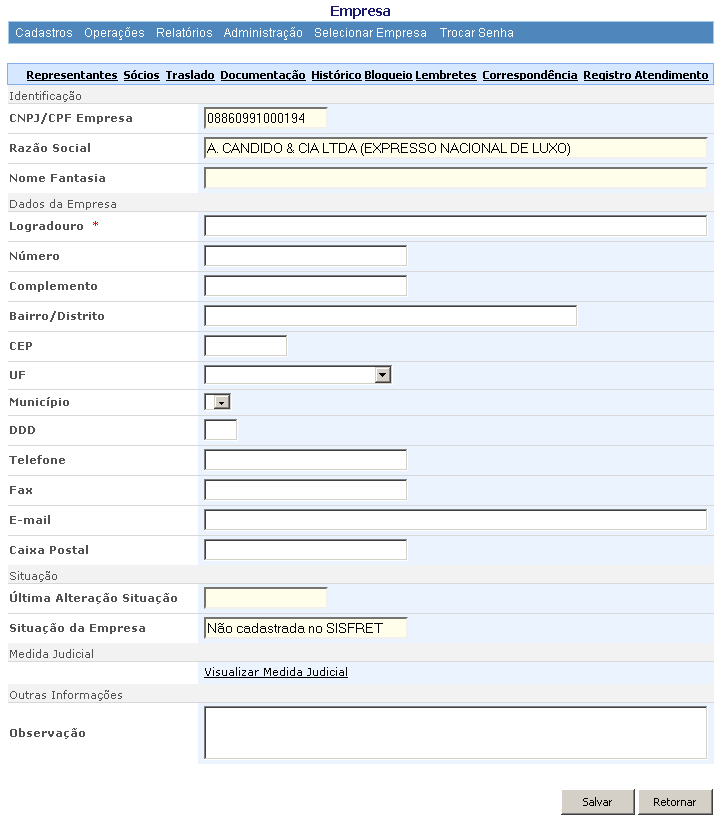 Empresa
Cadastros Operações Relatórios Administração Selecionar Empresa Trocar Senha
Representantes Sócios Traslado Documentação Histórico Bloqueio Lembretes Correspondência Registro Atendimento
Identificação
CNPJ/CPF Empresa 08860991000194
Razão Social A. CANDIDO & CIA LTDA (EXPRESSO NACIONAL DE LUXO)
Nome Fantasia
Dados da Empresa
Logradouro *
Número
Complemento
Bairro/Distrito
CEP
UF
Município
DDD
Telefone
Fax
E-mail
Caixa Postal
Situação
Última Alteração Situação
Situação da Empresa Não cadastrada no SISFRET
Medida Judicial
Visualizar Medida Judicial
Outras Informações
Observação
Salvar Retornar